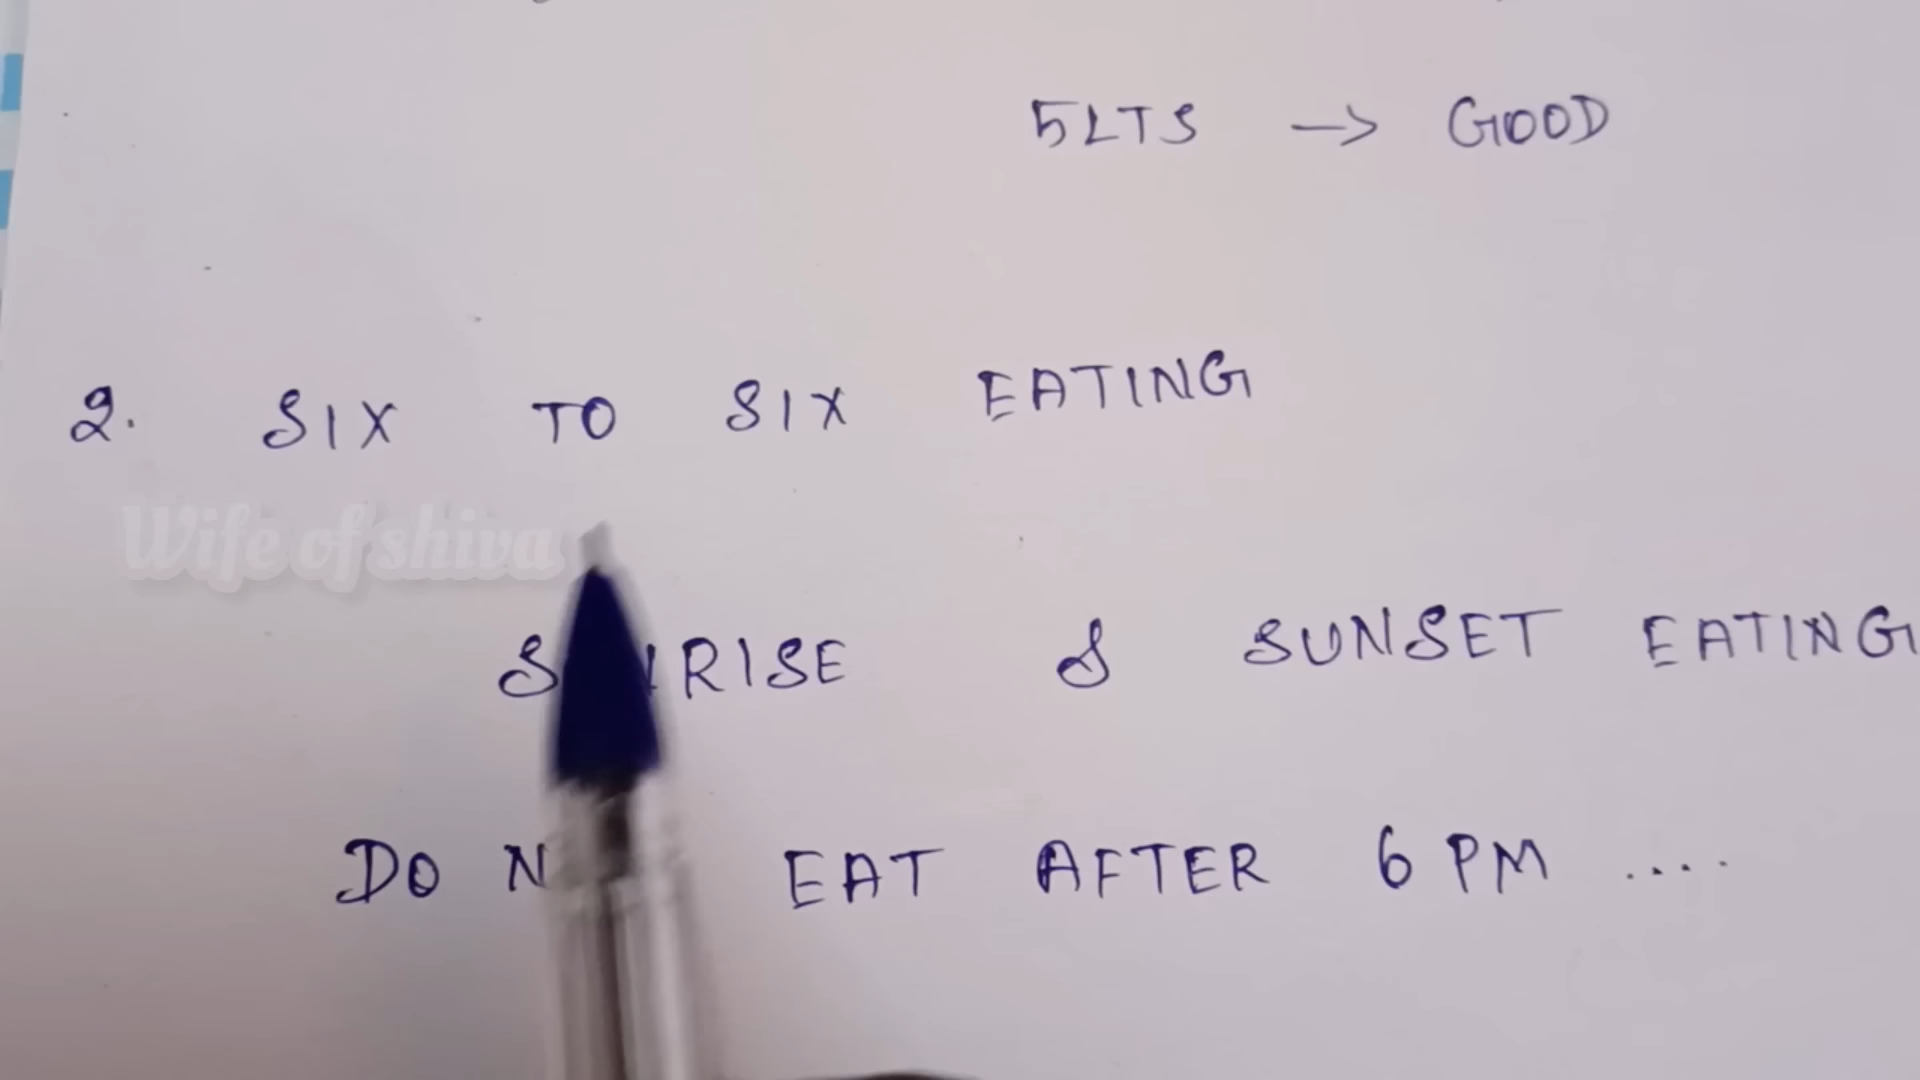 5LTS → GOOD
2. SIX TO SIX EATING
Wife of shiva
RISE & SUNSET EATING
DO EAT AFTER 6 PM ....